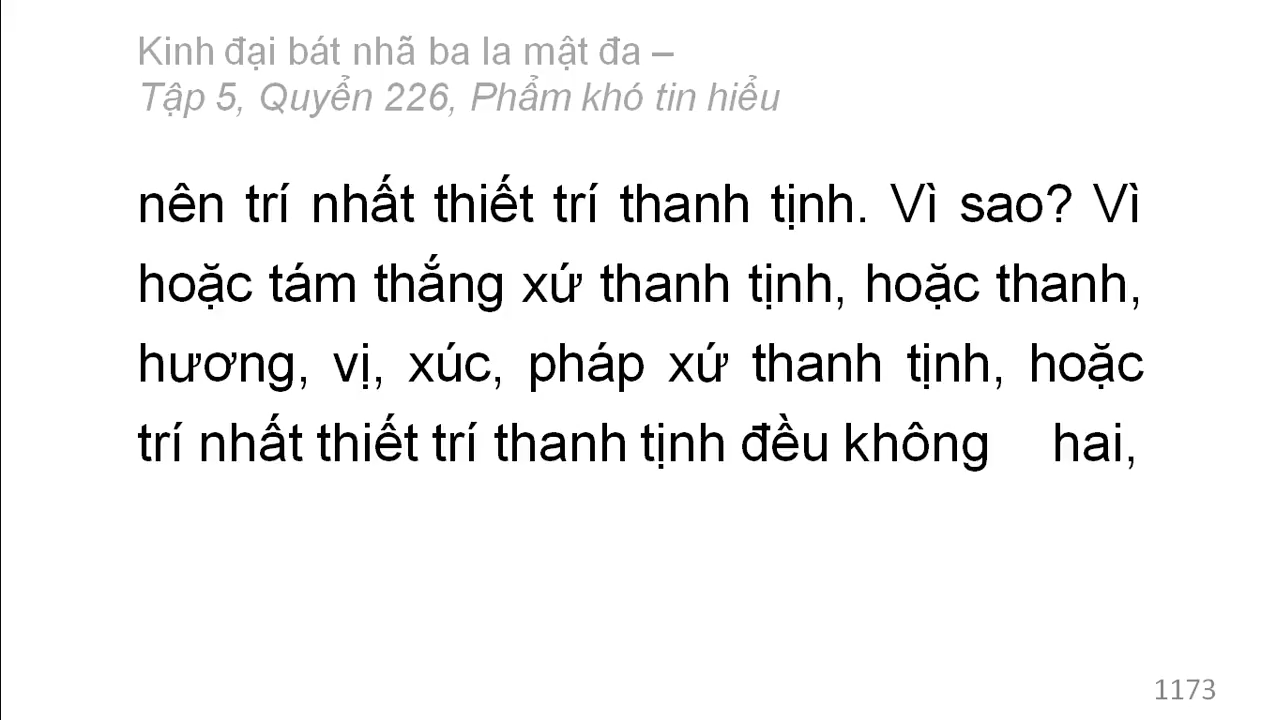 Kinh đại bát nhã ba la mật đa –
Tập 5, Quyển 226, Phẩm khó tin hiểu
nên trí nhất thiết trí thanh tịnh. Vì sao? Vì
hoặc tám thắng xứ thanh tịnh, hoặc thanh,
hương, vị, xúc, pháp xứ thanh tịnh, hoặc
trí nhất thiết trí thanh tịnh đều không hai,
1173